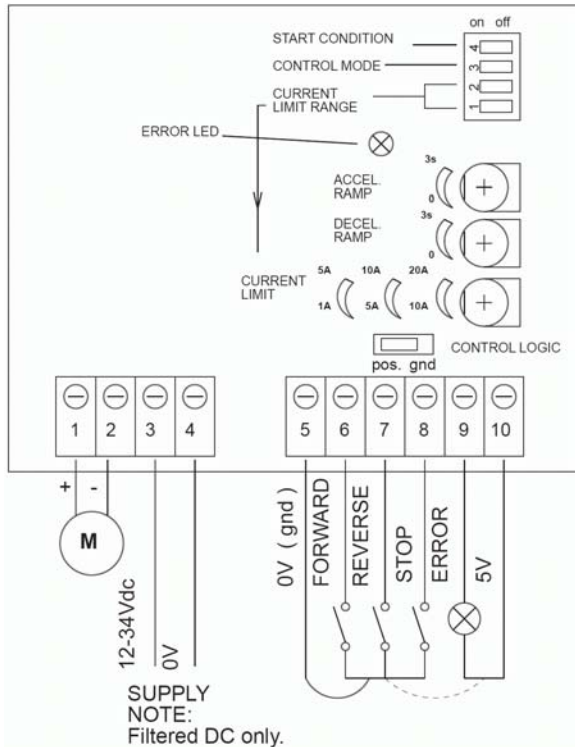 on off
START CONDITION
4
CONTROL MODE
3
CURRENT
LIMIT RANGE
2
1
ERROR LED
3s
ACCEL.
RAMP
0
3s
DECEL.
RAMP
0
5A 10A 20A
CURRENT
LIMIT
1A 5A 10A
CONTROL LOGIC
pos. gnd
1 2 3 4 5 6 7 8 9 10
+ -
M
12-34Vdc
0V
0V ( gnd )
FORWARD
REVERSE
STOP
ERROR
5V
SUPPLY
NOTE:
Filtered DC only.